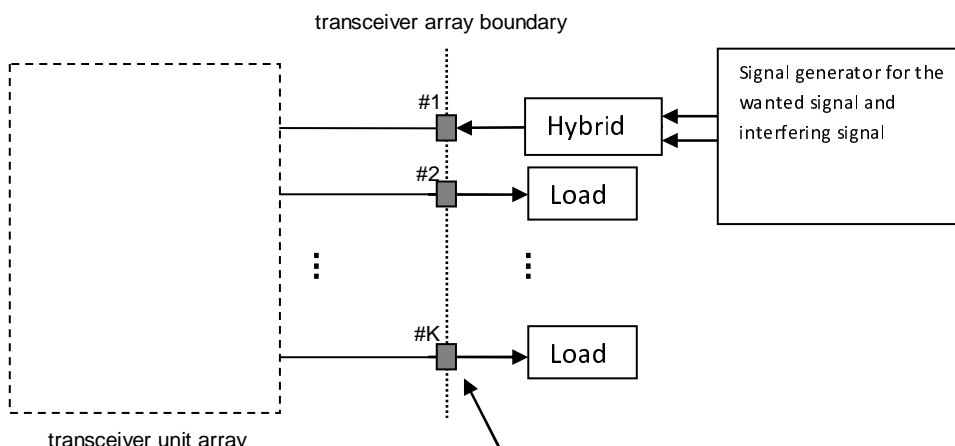 transceiver array boundary
Signal generator for the
wanted signal and
interfering signal
#1
Hybrid
#2
Load
#K
Load
transceiver unit array